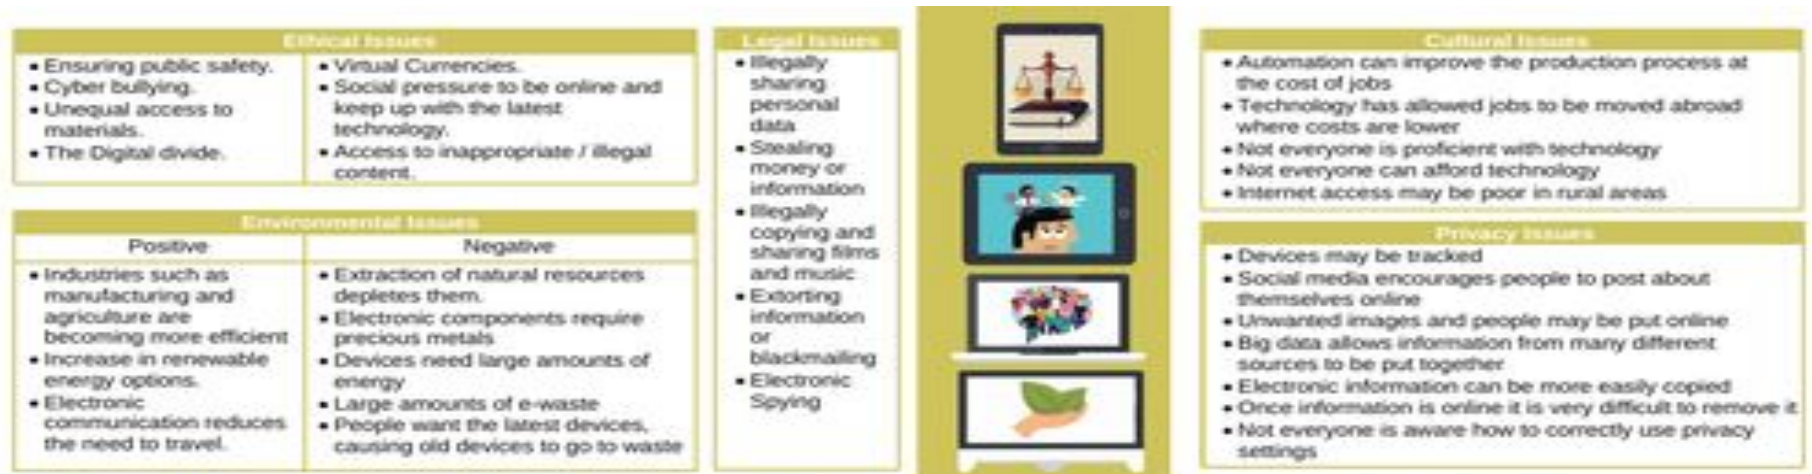 Ethical Issues
• Ensuring public safety.
• Cyber bullying.
• Unequal access to
materials.
• The Digital divide.
• Virtual Currencies.
• Social pressure to be online and
keep up with the latest
technology.
• Access to inappropriate / illegal
content.
Environmental Issues
Positive
• Industries such as
manufacturing and
agriculture are
becoming more efficient
• Increase in renewable
energy options.
• Electronic
communication reduces
the need to travel.
Negative
• Extraction of natural resources
depletes them.
• Electronic components require
precious metals
• Devices need large amounts of
energy
• Large amounts of e-waste
• People want the latest devices,
causing old devices to go to waste
Legal Issues
• Illegally
sharing
personal
data
• Stealing
money or
information
• Illegally
copying and
sharing films
and music
• Extorting
information
or
blackmailing
• Electronic
Spying
Cultural Issues
• Automation can improve the production process at
the cost of jobs
• Technology has allowed jobs to be moved abroad
where costs are lower
• Not everyone is proficient with technology
• Not everyone can afford technology
• Internet access may be poor in rural areas
Privacy Issues
• Devices may be tracked
• Social media encourages people to post about
themselves online
• Unwanted images and people may be put online
• Big data allows information from many different
sources to be put together
• Electronic information can be more easily copied
• Once information is online it is very difficult to remove it
• Not everyone is aware how to correctly use privacy
settings